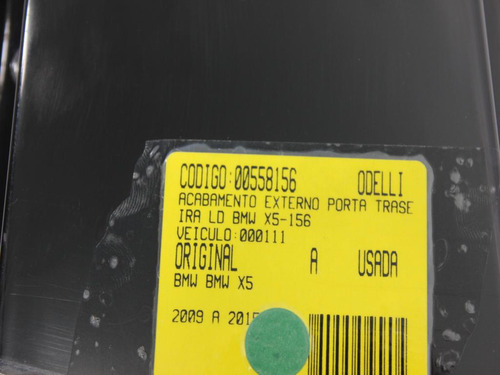 CODIGO:00558156 ODELLI
ACABAMENTO EXTERNO PORTA TRASE
IRA LD BMW X5-156
VEICULO:000111
ORIGINAL A USADA
BMW BMW X5
2009 A 2015